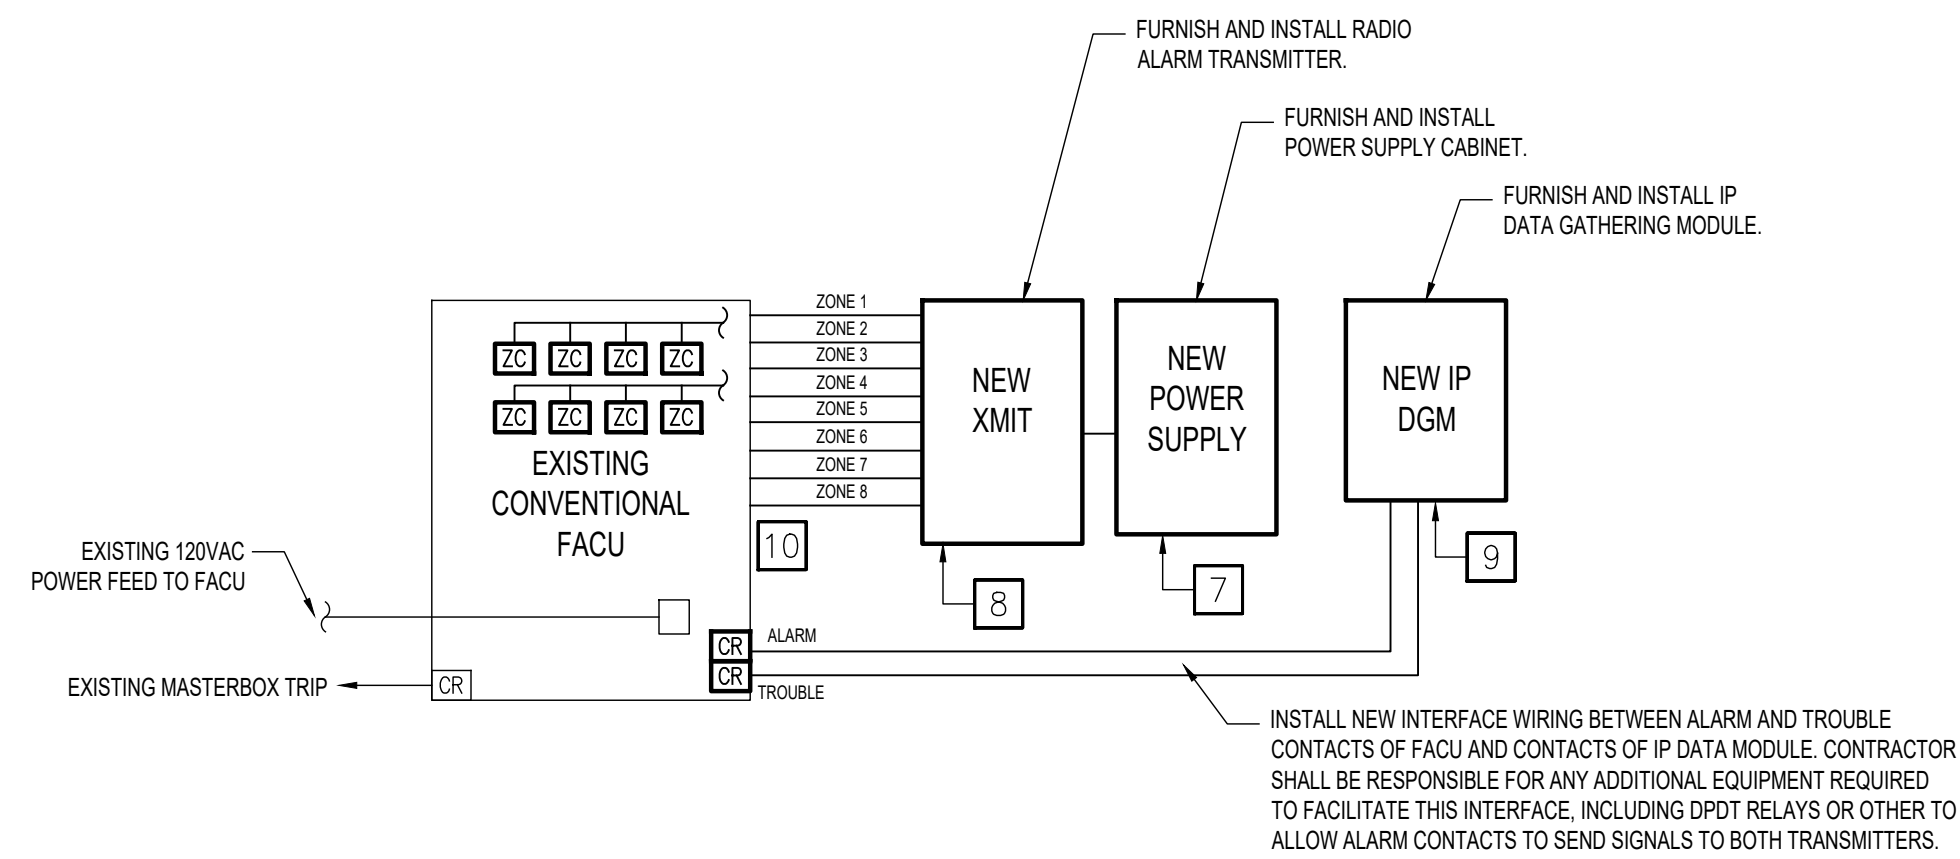 FURNISH AND INSTALL RADIO
ALARM TRANSMITTER.
FURNISH AND INSTALL
POWER SUPPLY CABINET.
FURNISH AND INSTALL IP
DATA GATHERING MODULE.
ZONE 1
ZONE 2
ZONE 3
ZONE 4
ZONE 5
ZONE 6
ZONE 7
ZONE 8
ZC ZC ZC ZC
ZC ZC ZC ZC
EXISTING
CONVENTIONAL
FACU
NEW
XMIT
NEW
POWER
SUPPLY
NEW IP
DGM
10
8
7
9
EXISTING 120VAC
POWER FEED TO FACU
CR
ALARM
CR
TROUBLE
EXISTING MASTERBOX TRIP
CR
INSTALL NEW INTERFACE WIRING BETWEEN ALARM AND TROUBLE
CONTACTS OF FACU AND CONTACTS OF IP DATA MODULE. CONTRACTOR
SHALL BE RESPONSIBLE FOR ANY ADDITIONAL EQUIPMENT REQUIRED
TO FACILITATE THIS INTERFACE, INCLUDING DPDT RELAYS OR OTHER TO
ALLOW ALARM CONTACTS TO SEND SIGNALS TO BOTH TRANSMITTERS.